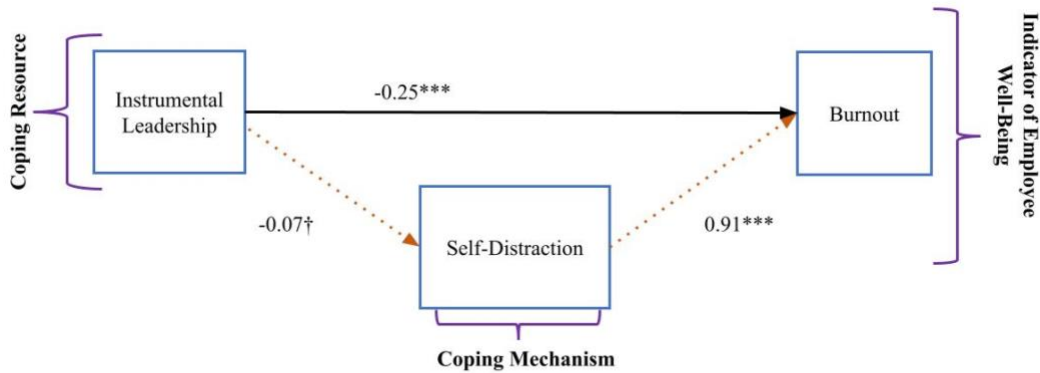 Coping Resource
Instrumental
Leadership
-0.25***
Burnout
Indicator of Employee
Well-Being
-0.07†
Self-Distraction
0.91***
Coping Mechanism